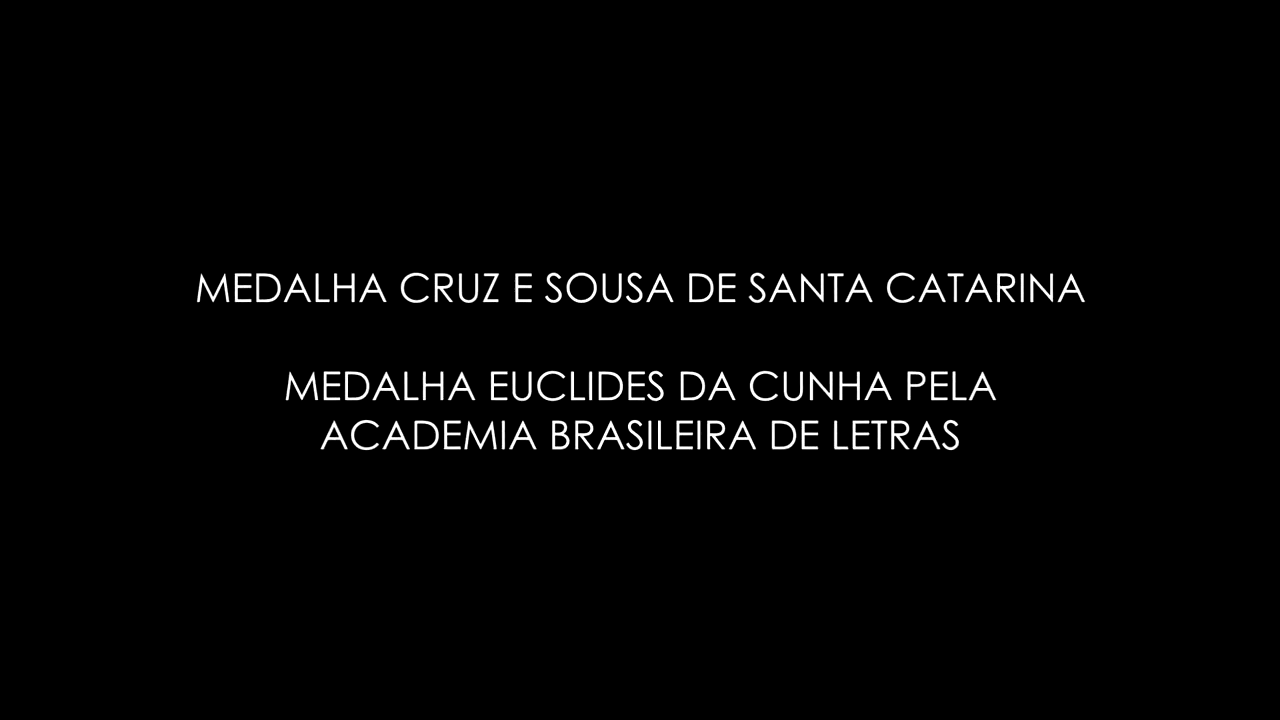 MEDALHA CRUZ E SOUSA DE SANTA CATARINA
MEDALHA EUCLIDES DA CUNHA PELA
ACADEMIA BRASILEIRA DE LETRAS